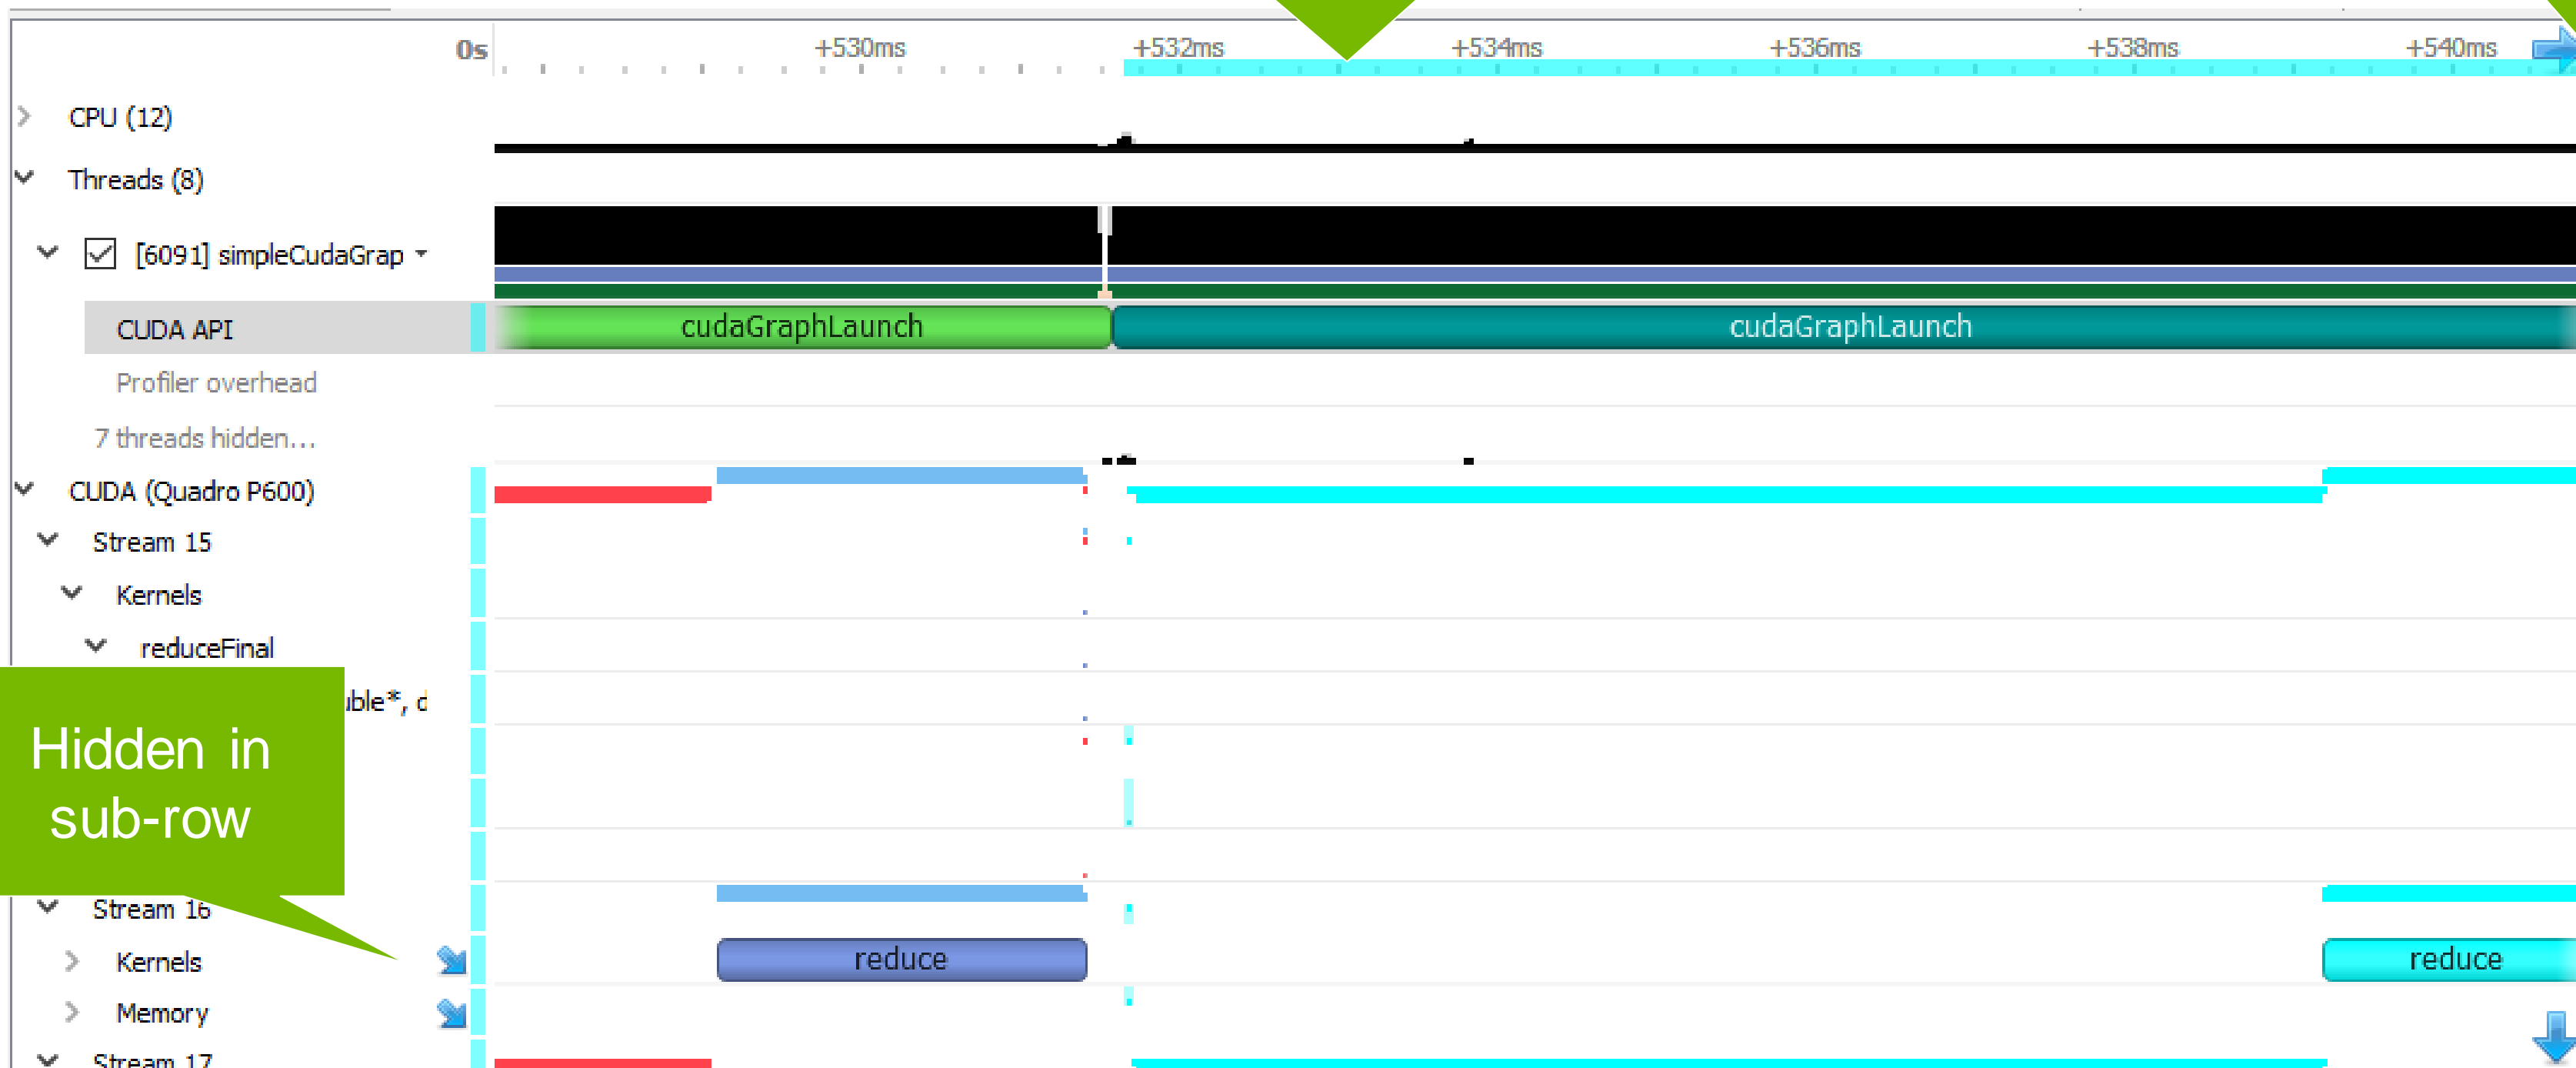 0s +530ms +532ms +534ms +536ms +538ms +540ms
CPU (12)
Threads (8)
[6091] simpleCudaGrap
CUDA API cudaGraphLaunch cudaGraphLaunch
Profiler overhead
7 threads hidden...
CUDA (Quadro P600)
Stream 15
Kernels
reduceFinal
uble*, d
Hidden in
sub-row
Stream 16
Kernels reduce reduce
Memory
Stream 17